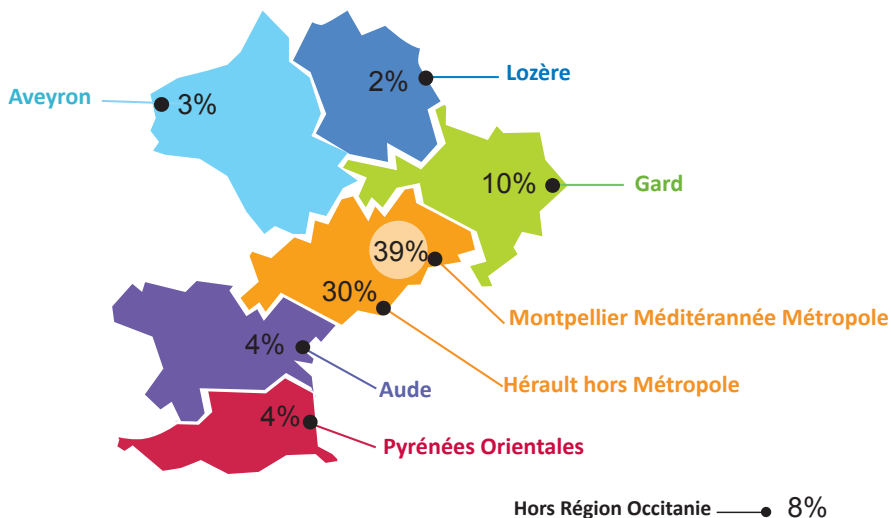 Lozère
2%
Aveyron
3%
10%
Gard
39%
30%
Montpellier Méditérannée Métropole
4%
Hérault hors Métropole
Aude
4%
Pyrénées Orientales
Hors Région Occitanie
8%